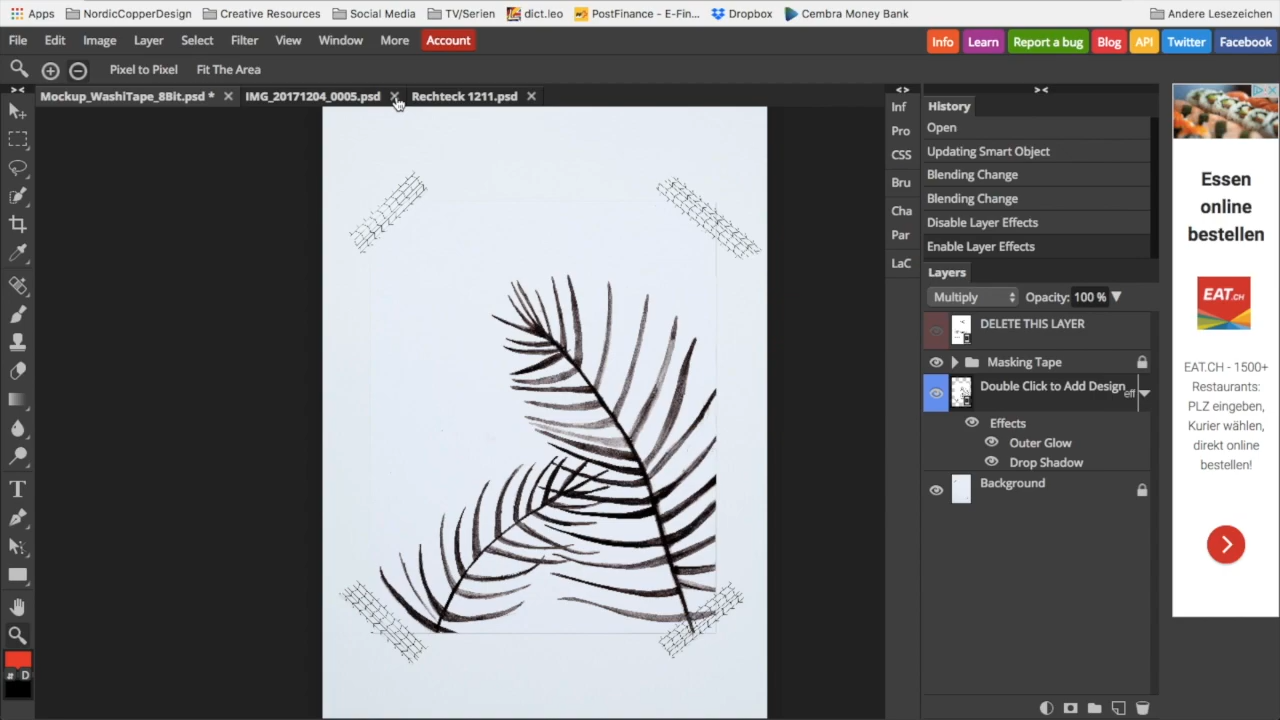 Apps NordicCopperDesign Creative Resources Social Media TV/Serien dict.leo PostFinance - E-Fin... Dropbox Cembra Money Bank Andere Lesezeichen
File Edit Image Layer Select Filter View Window More Account Info Learn Report a bug Blog API Twitter Facebook
Pixel to Pixel Fit The Area
Mockup_WashiTape_8Bit.psd * IMG_20171204_0005.psd Rechteck 1211.psd
Inf
Pro
CSS
Bru
Cha
Par
LaC
History
Open
Updating Smart Object
Blending Change
Blending Change
Disable Layer Effects
Enable Layer Effects
Layers
Multiply Opacity: 100 %
DELETE THIS LAYER
Masking Tape
Double Click to Add Design eff
Effects
Outer Glow
Drop Shadow
Background
D
T
Essen
online
bestellen
EAT.CH
EAT.CH - 1500+
Restaurants:
PLZ eingeben,
Kurier wählen,
direkt online
bestellen!